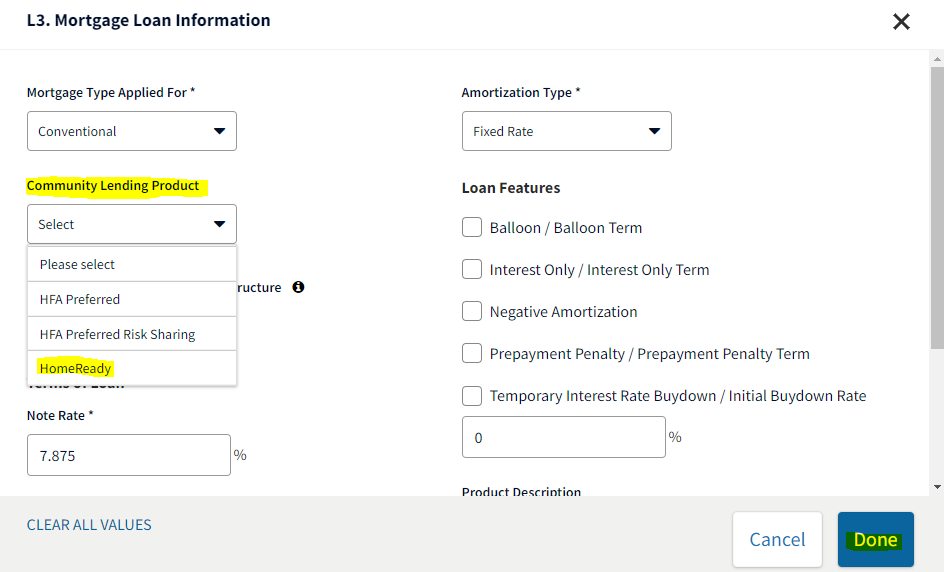 L3. Mortgage Loan Information
Mortgage Type Applied For *
Conventional
Amortization Type *
Fixed Rate
Community Lending Product
Select
Please select
HFA Preferred
HFA Preferred Risk Sharing
HomeReady
ructure
Terms of Loan
Note Rate *
7.875
%
Loan Features
Balloon / Balloon Term
Interest Only / Interest Only Term
Negative Amortization
Prepayment Penalty / Prepayment Penalty Term
Temporary Interest Rate Buydown / Initial Buydown Rate
0
%
Product Description
CLEAR ALL VALUES
Cancel
Done